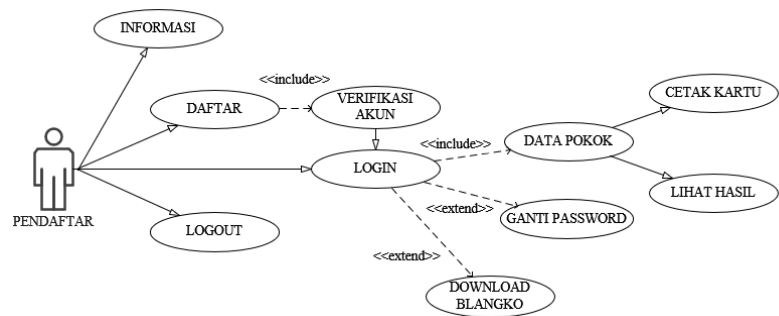 INFORMASI
<<include>>
DAFTAR
VERIFIKASI
AKUN
CETAK KARTU
<<include>>
DATA POKOK
LOGIN
LIHAT HASIL
PENDAFTAR
LOGOUT
<<extend>>
GANTI PASSWORD
<<extend>>
DOWNLOAD
BLANGKO